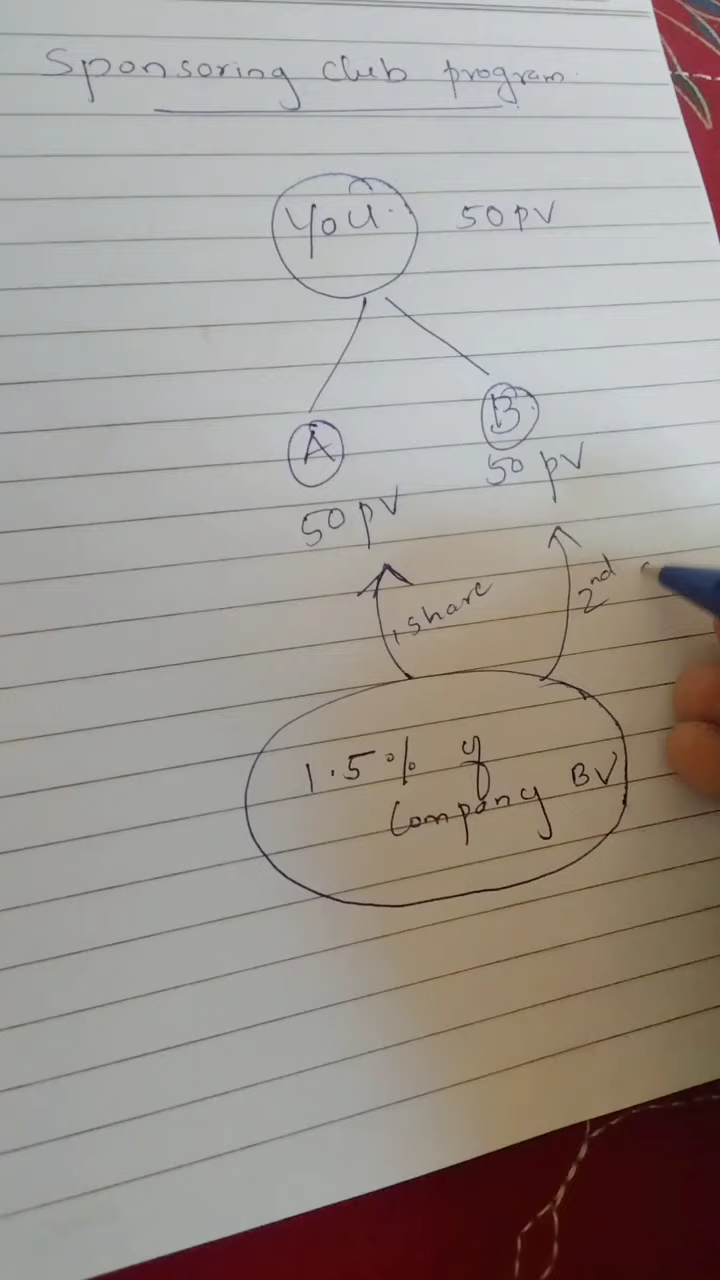 Sponsoring club program
You 50 PV
B
A
50 PV
50 PV
1 share
2nd
1.5% of
Company BV